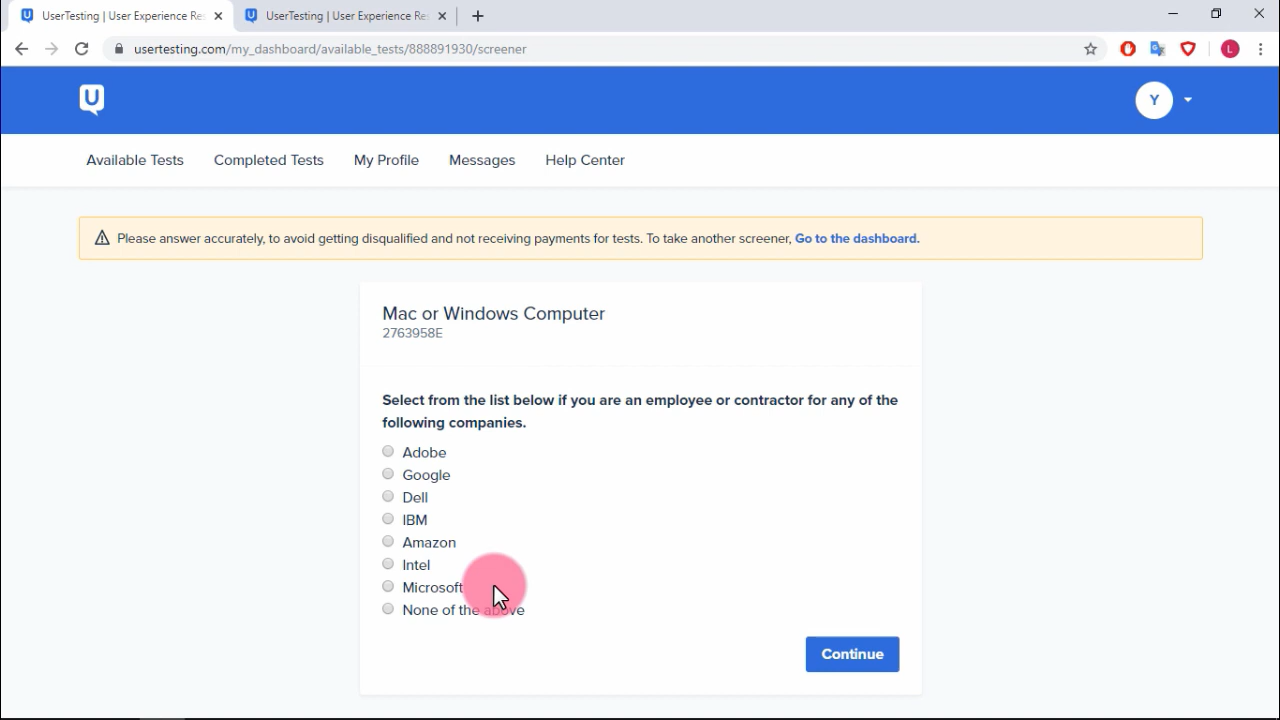 UserTesting | User Experience Re
UserTesting | User Experience Re
usertesting.com/my_dashboard/available_tests/888891930/screener
L
U
Y
Available Tests
Completed Tests
My Profile
Messages
Help Center
Please answer accurately, to avoid getting disqualified and not receiving payments for tests. To take another screener, Go to the dashboard.
Mac or Windows Computer
2763958E
Select from the list below if you are an employee or contractor for any of the
following companies.
Adobe
Google
Dell
IBM
Amazon
Intel
Microsoft
None of the above
Continue